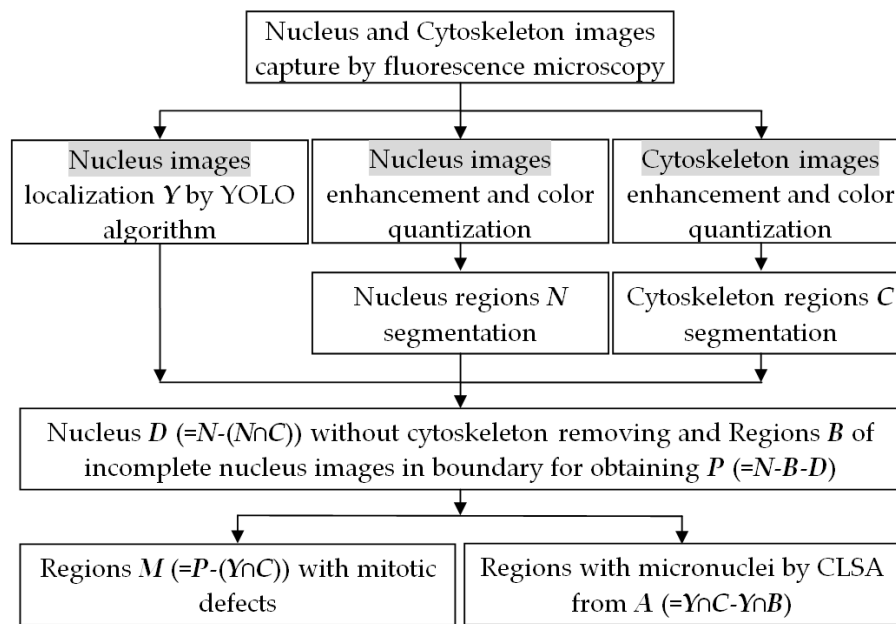 Nucleus and Cytoskeleton images
capture by fluorescence microscopy
Nucleus images
localization Y by YOLO
algorithm
Nucleus images
enhancement and color
quantization
Cytoskeleton images
enhancement and color
quantization
Nucleus regions N
segmentation
Cytoskeleton regions C
segmentation
Nucleus D (=N-(N∩C)) without cytoskeleton removing and Regions B of
incomplete nucleus images in boundary for obtaining P (=N-B-D)
Regions M (=P-(Y∩C)) with mitotic
defects
Regions with micronuclei by CLSA
from A (=Y∩C-Y∩B)